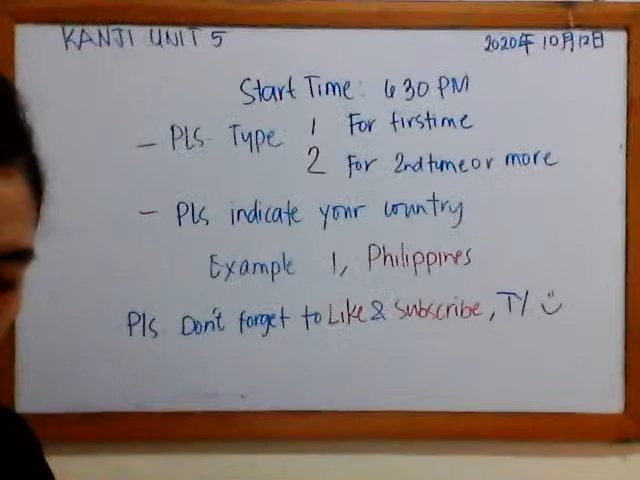 KANJI UNIT 5
2020年 10月12日
Start Time: 6 30 PM
- PLS. Type 1 For firstime
2 For 2nd time or more
- Pls indicate your country
Example 1, Philippines
Pls Don't forget to Like & Subscribe, TY